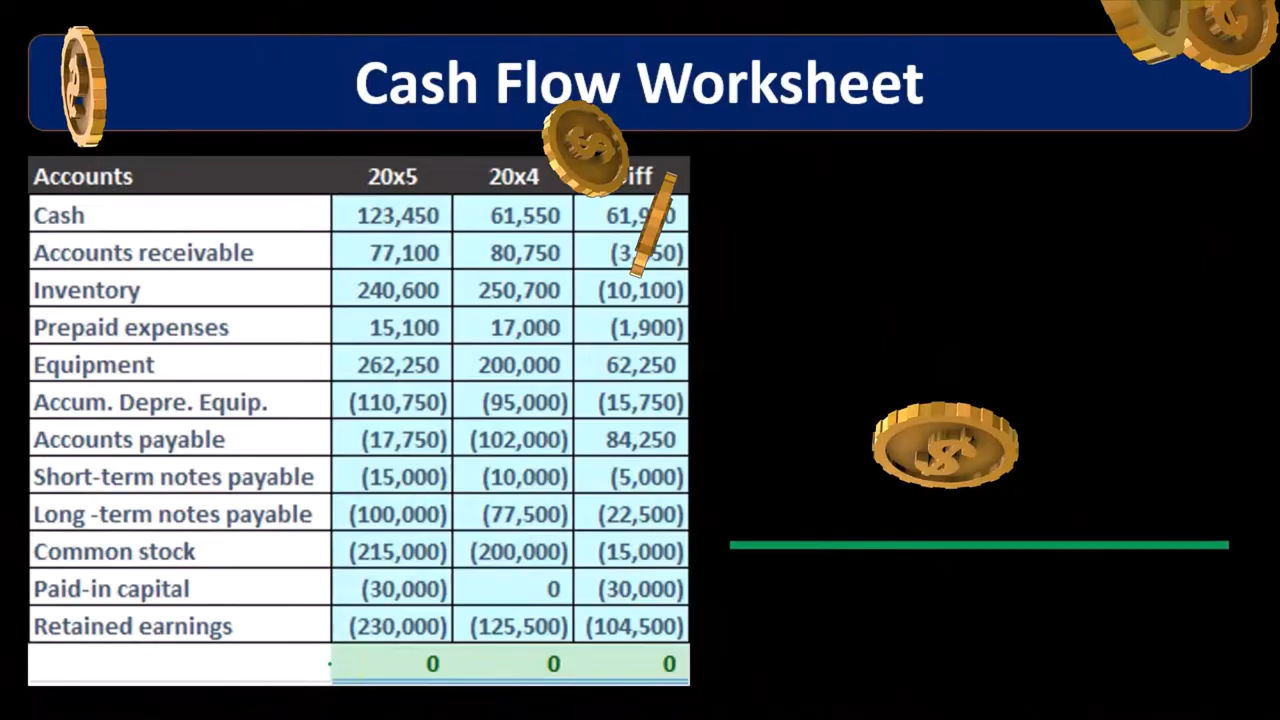 Cash Flow Worksheet
Accounts 20x5 20x4
Cash 123,450 61,550
Accounts receivable 77,100 80,750
Inventory 240,600 250,700 (10,100)
Prepaid expenses 15,100 17,000 (1,900)
Equipment 262,250 200,000 62,250
Accum. Depre. Equip. (110,750) (95,000) (15,750)
Accounts payable (17,750) (102,000) 84,250
Short-term notes payable (15,000) (10,000) (5,000)
Long -term notes payable (100,000) (77,500) (22,500)
Common stock (215,000) (200,000) (15,000)
Paid-in capital (30,000) 0 (30,000)
Retained earnings (230,000) (125,500) (104,500)
0 0 0